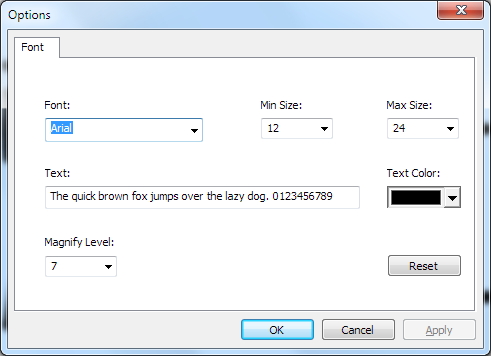 Options
Font
Font: Min Size: Max Size:
Arial 12 24
Text: Text Color:
The quick brown fox jumps over the lazy dog. 0123456789
Magnify Level:
7 Reset
OK Cancel Apply